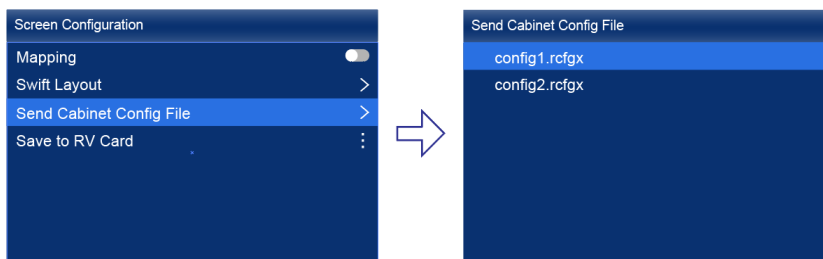 Screen Configuration
Mapping
Swift Layout
Send Cabinet Config File
Save to RV Card
Send Cabinet Config File
config1.rcfgx
config2.rcfgx